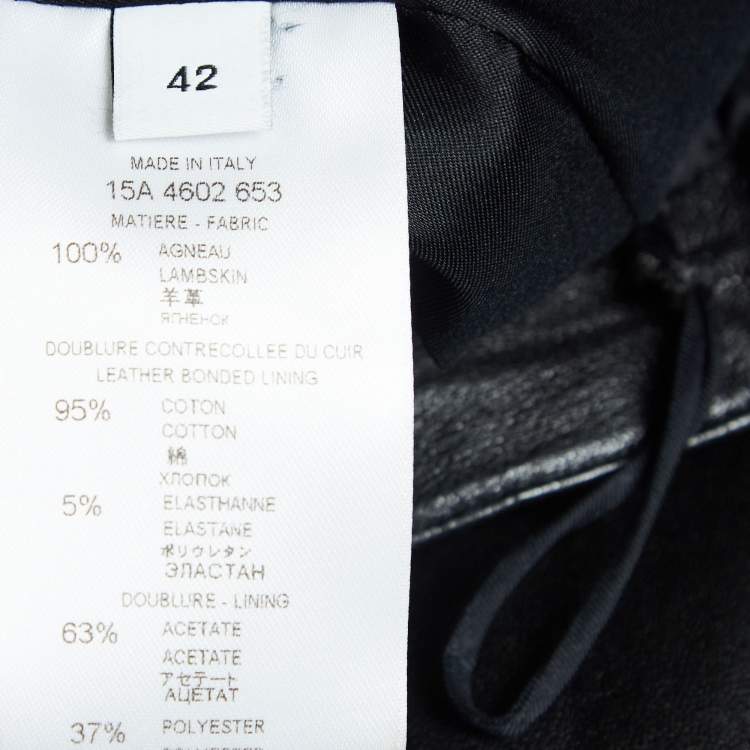 42
MADE IN ITALY
15A 4602 653
MATIERE - FABRIC
100% AGNEAU
LAMBSKIN
羊革
ЯГНЕНОК
DOUBLURE CONTRECOLLEE DU CUIR
LEATHER BONDED LINING
95% COTON
COTTON
綿
ХЛОПОК
5% ELASTHANNE
ELASTANE
ポリウレタン
ЭЛАСТАН
DOUBLURE - LINING
63% ACETATE
ACETATE
アセテート
АЦЕТАТ
37% POLYESTER